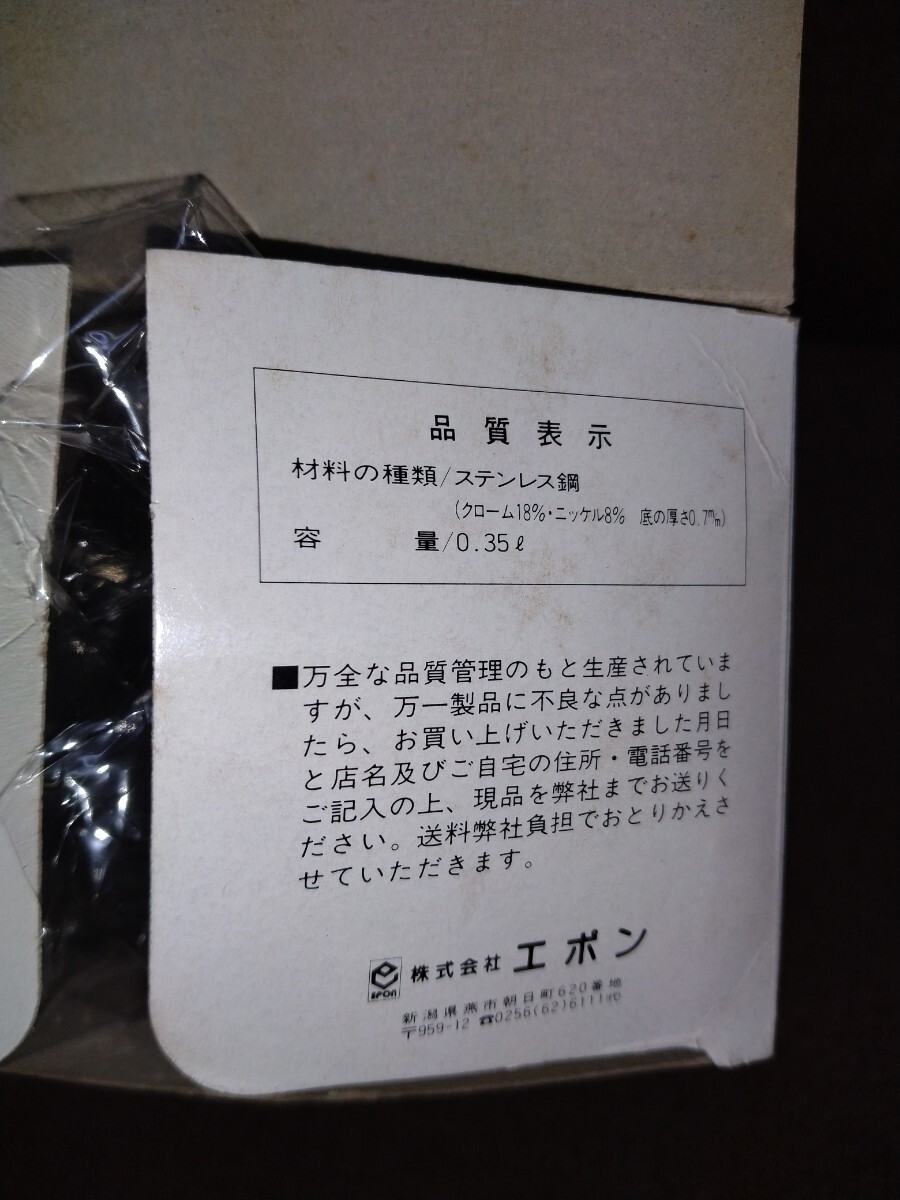 品質表示
材料の種類/ステンレス鋼
(クローム18%・ニッケル8% 底の厚さ0.7m/m)
容量/0.35ℓ
■万全な品質管理のもと生産されていま
すが、万一製品に不良な点がありまし
たら、お買い上げいただきました月日
と店名及びご自宅の住所・電話番号を
ご記入の上、現品を弊社までお送りく
ださい。送料弊社負担でおとりかえさ
せていただきます。
EPON 株式会社 エポン
新潟県燕市朝日町620番地
〒959-12 ☎0256(62)6111㈹